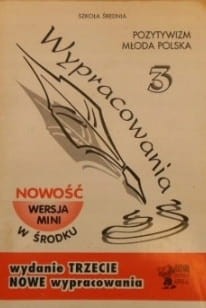 SZKOŁA ŚREDNIA
POZYTYWIZM
MŁODA POLSKA
Wypracowania
3
NOWOŚĆ
WERSJA
MINI
W ŚRODKU
wydanie TRZECIE
NOWE wypracowania